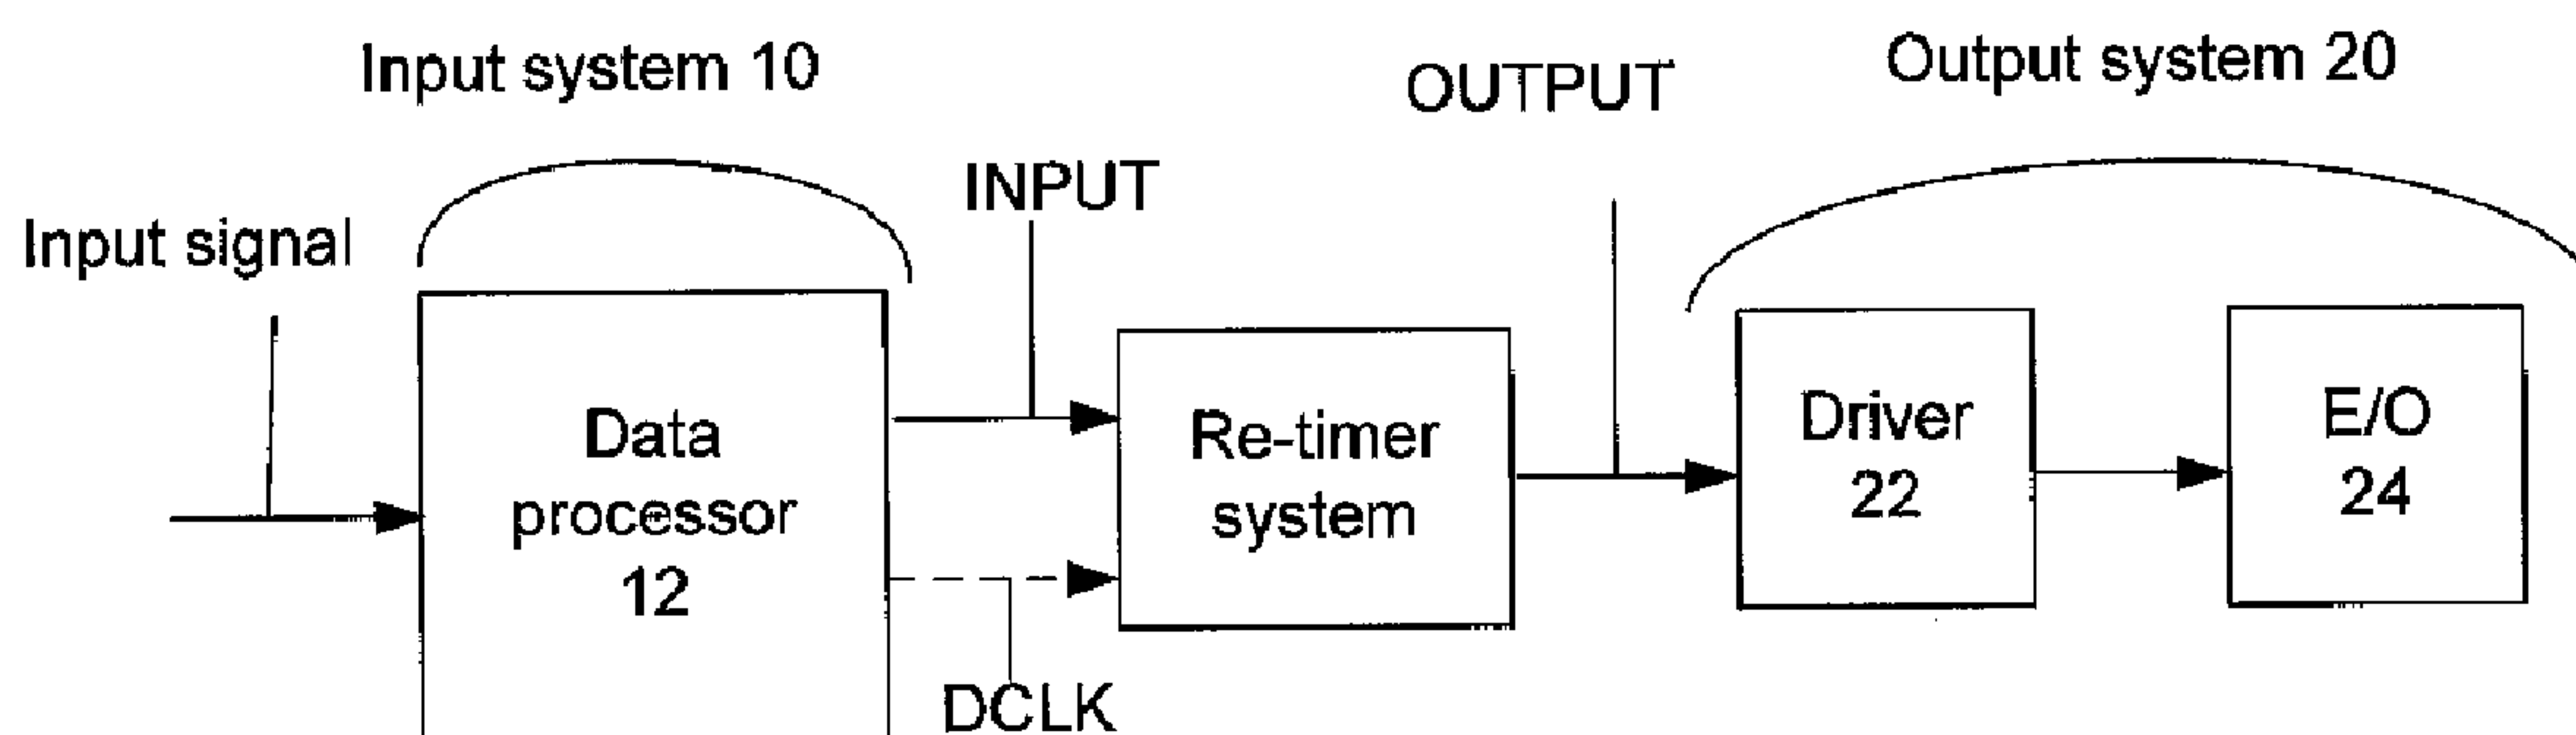 Input system 10
OUTPUT
Output system 20
INPUT
Input signal
Data
processor
12
Re-timer
system
Driver
22
E/O
24
DCLK